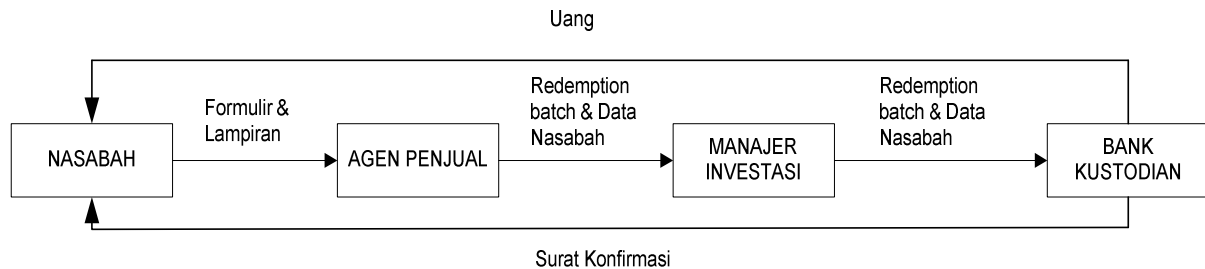 Uang
Formulir &
Lampiran
Redemption
batch & Data
Nasabah
Redemption
batch & Data
Nasabah
NASABAH
AGEN PENJUAL
MANAJER
INVESTASI
BANK
KUSTODIAN
Surat Konfirmasi